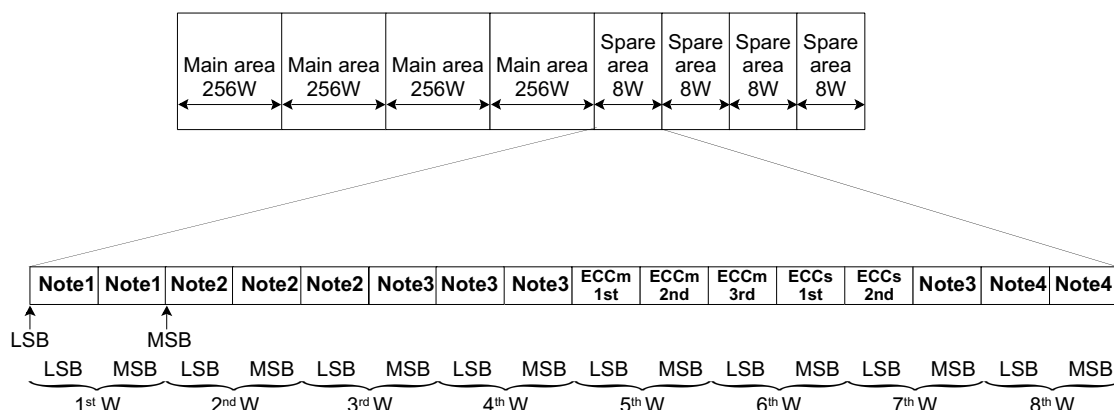 Main area
256W
Main area
256W
Main area
256W
Main area
256W
Spare
area
8W
Spare
area
8W
Spare
area
8W
Spare
area
8W
Note1 Note1 Note2 Note2 Note2 Note3 Note3 Note3 ECCm 1st ECCm 2nd ECCm 3rd ECCs 1st ECCs 2nd Note3 Note4 Note4
LSB MSB
LSB MSB LSB MSB LSB MSB LSB MSB LSB MSB LSB MSB LSB MSB LSB MSB
1st W 2nd W 3rd W 4th W 5th W 6th W 7th W 8th W